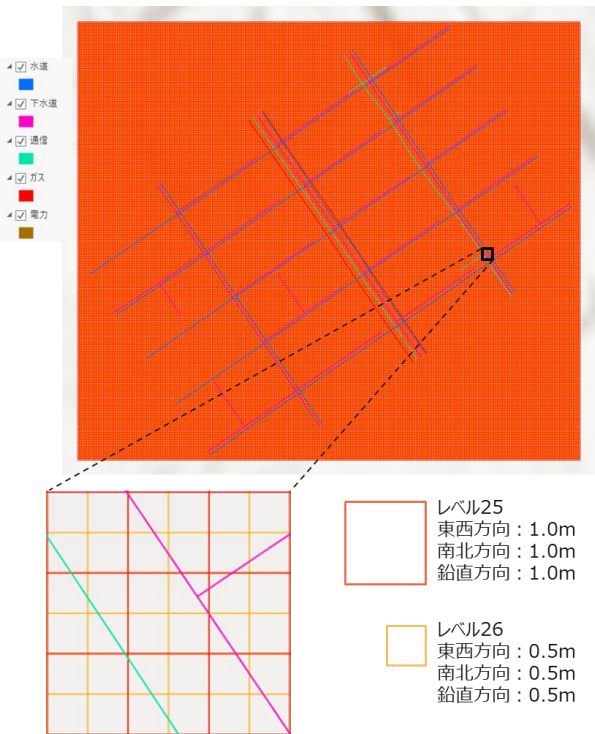 水道
下水道
通信
ガス
電力
レベル25
東西方向：1.0m
南北方向：1.0m
鉛直方向：1.0m
レベル26
東西方向：0.5m
南北方向：0.5m
鉛直方向：0.5m